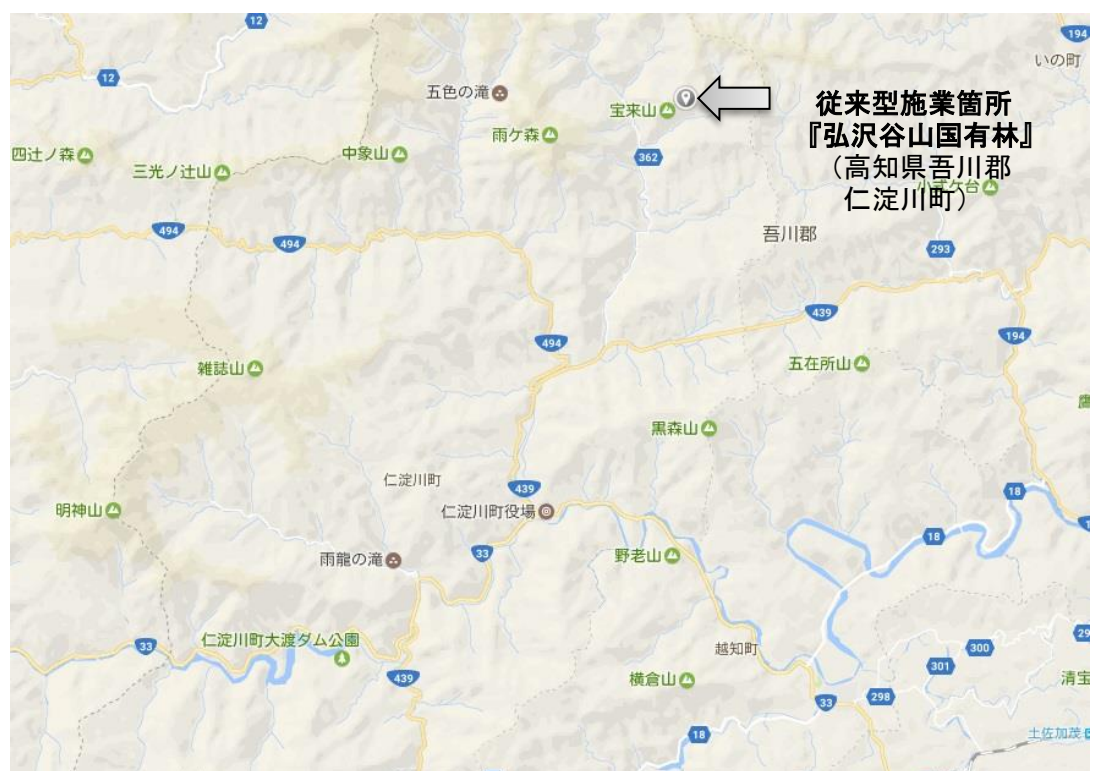 12
194
いの町
12
五色の滝
宝来山
従来型施業箇所
『弘沢谷山国有林』
（高知県吾川郡
仁淀川町）
雨ケ森
四辻ノ森
三光ノ辻山
中象山
362
494
494
吾川郡
293
439
494
194
雑誌山
五在所山
黒森山
仁淀川町
439
18
明神山
仁淀川町役場
18
雨龍の滝
33
野老山
33
仁淀川町大渡ダム公園
越知町
300
301
439
横倉山
298
33
清宝
18
土佐加茂